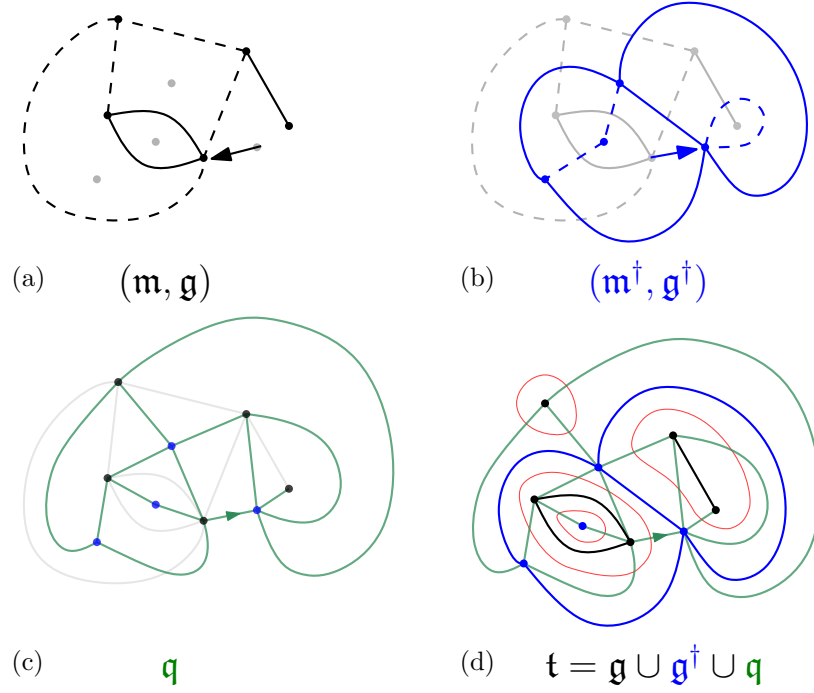 (a) (𝔪, 𝔤)
(b) (𝔪†, 𝔤†)
(c) 𝔮
(d) 𝔱 = 𝔤 ∪ 𝔤† ∪ 𝔮